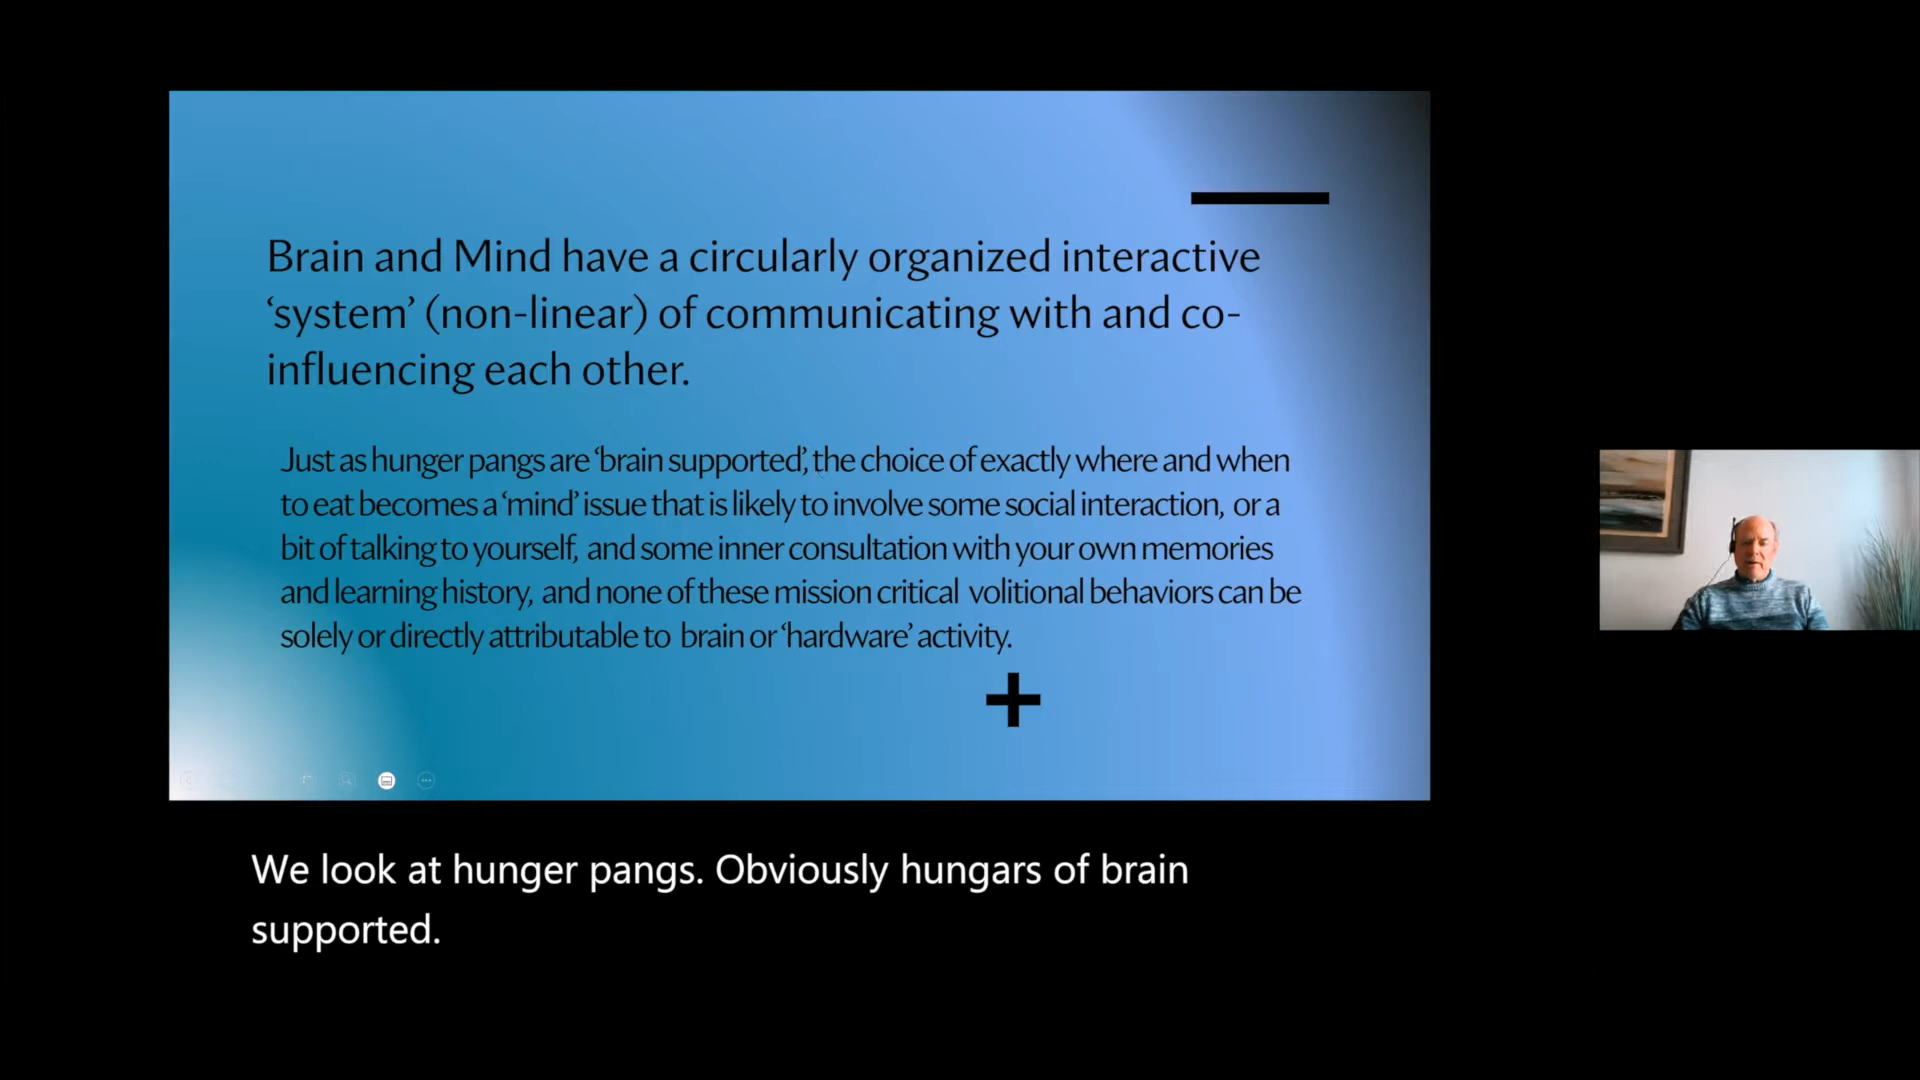 Brain and Mind have a circularly organized interactive
‘system’ (non-linear) of communicating with and co-
influencing each other.
Just as hunger pangs are ‘brain supported’, the choice of exactly where and when
to eat becomes a ‘mind’ issue that is likely to involve some social interaction, or a
bit of talking to yourself, and some inner consultation with your own memories
and learning history, and none of these mission critical volitional behaviors can be
solely or directly attributable to brain or ‘hardware’ activity.
We look at hunger pangs. Obviously hungars of brain
supported.